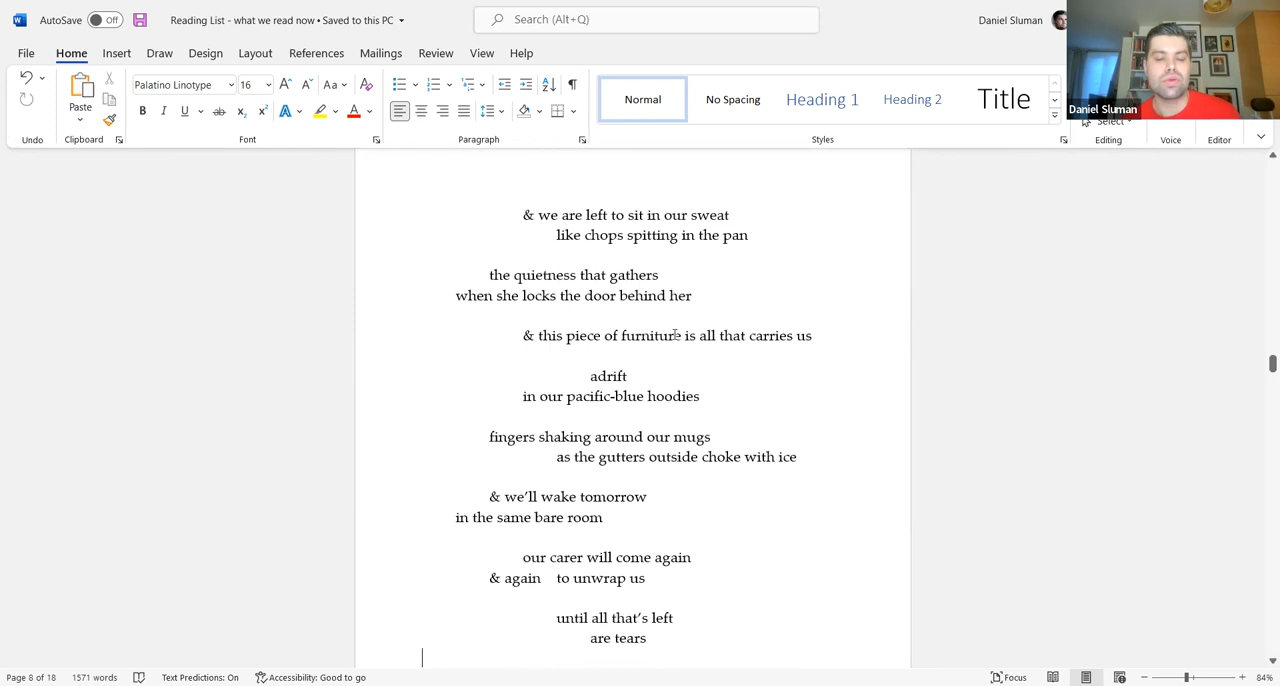 AutoSave Off Reading List - what we read now • Saved to this PC Search (Alt+Q) Daniel Sluman
File Home Insert Draw Design Layout References Mailings Review View Help
Paste Palatino Linotype 16 Aa Normal No Spacing Heading 1 Heading 2 Title
B I U ab x₂ x² A A A Select
Daniel Sluman
Undo Clipboard Font Paragraph Styles Editing Voice Editor
& we are left to sit in our sweat
like chops spitting in the pan
the quietness that gathers
when she locks the door behind her
& this piece of furniture is all that carries us
adrift
in our pacific-blue hoodies
fingers shaking around our mugs
as the gutters outside choke with ice
& we’ll wake tomorrow
in the same bare room
our carer will come again
& again to unwrap us
until all that’s left
are tears
Page 8 of 18 1571 words Text Predictions: On Accessibility: Good to go Focus 84%